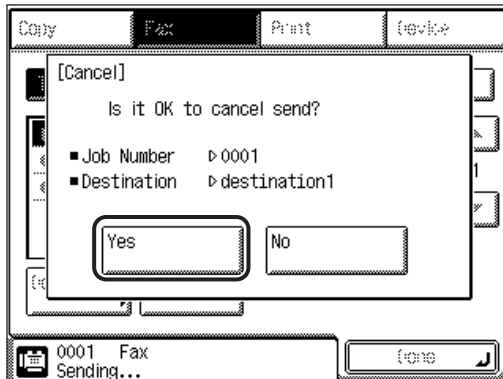 Copy Fax Print Device
[Cancel]
Is it OK to cancel send?
■Job Number ▷0001
■Destination ▷destination1
1
Yes No
0001 Fax
Sending...
Done